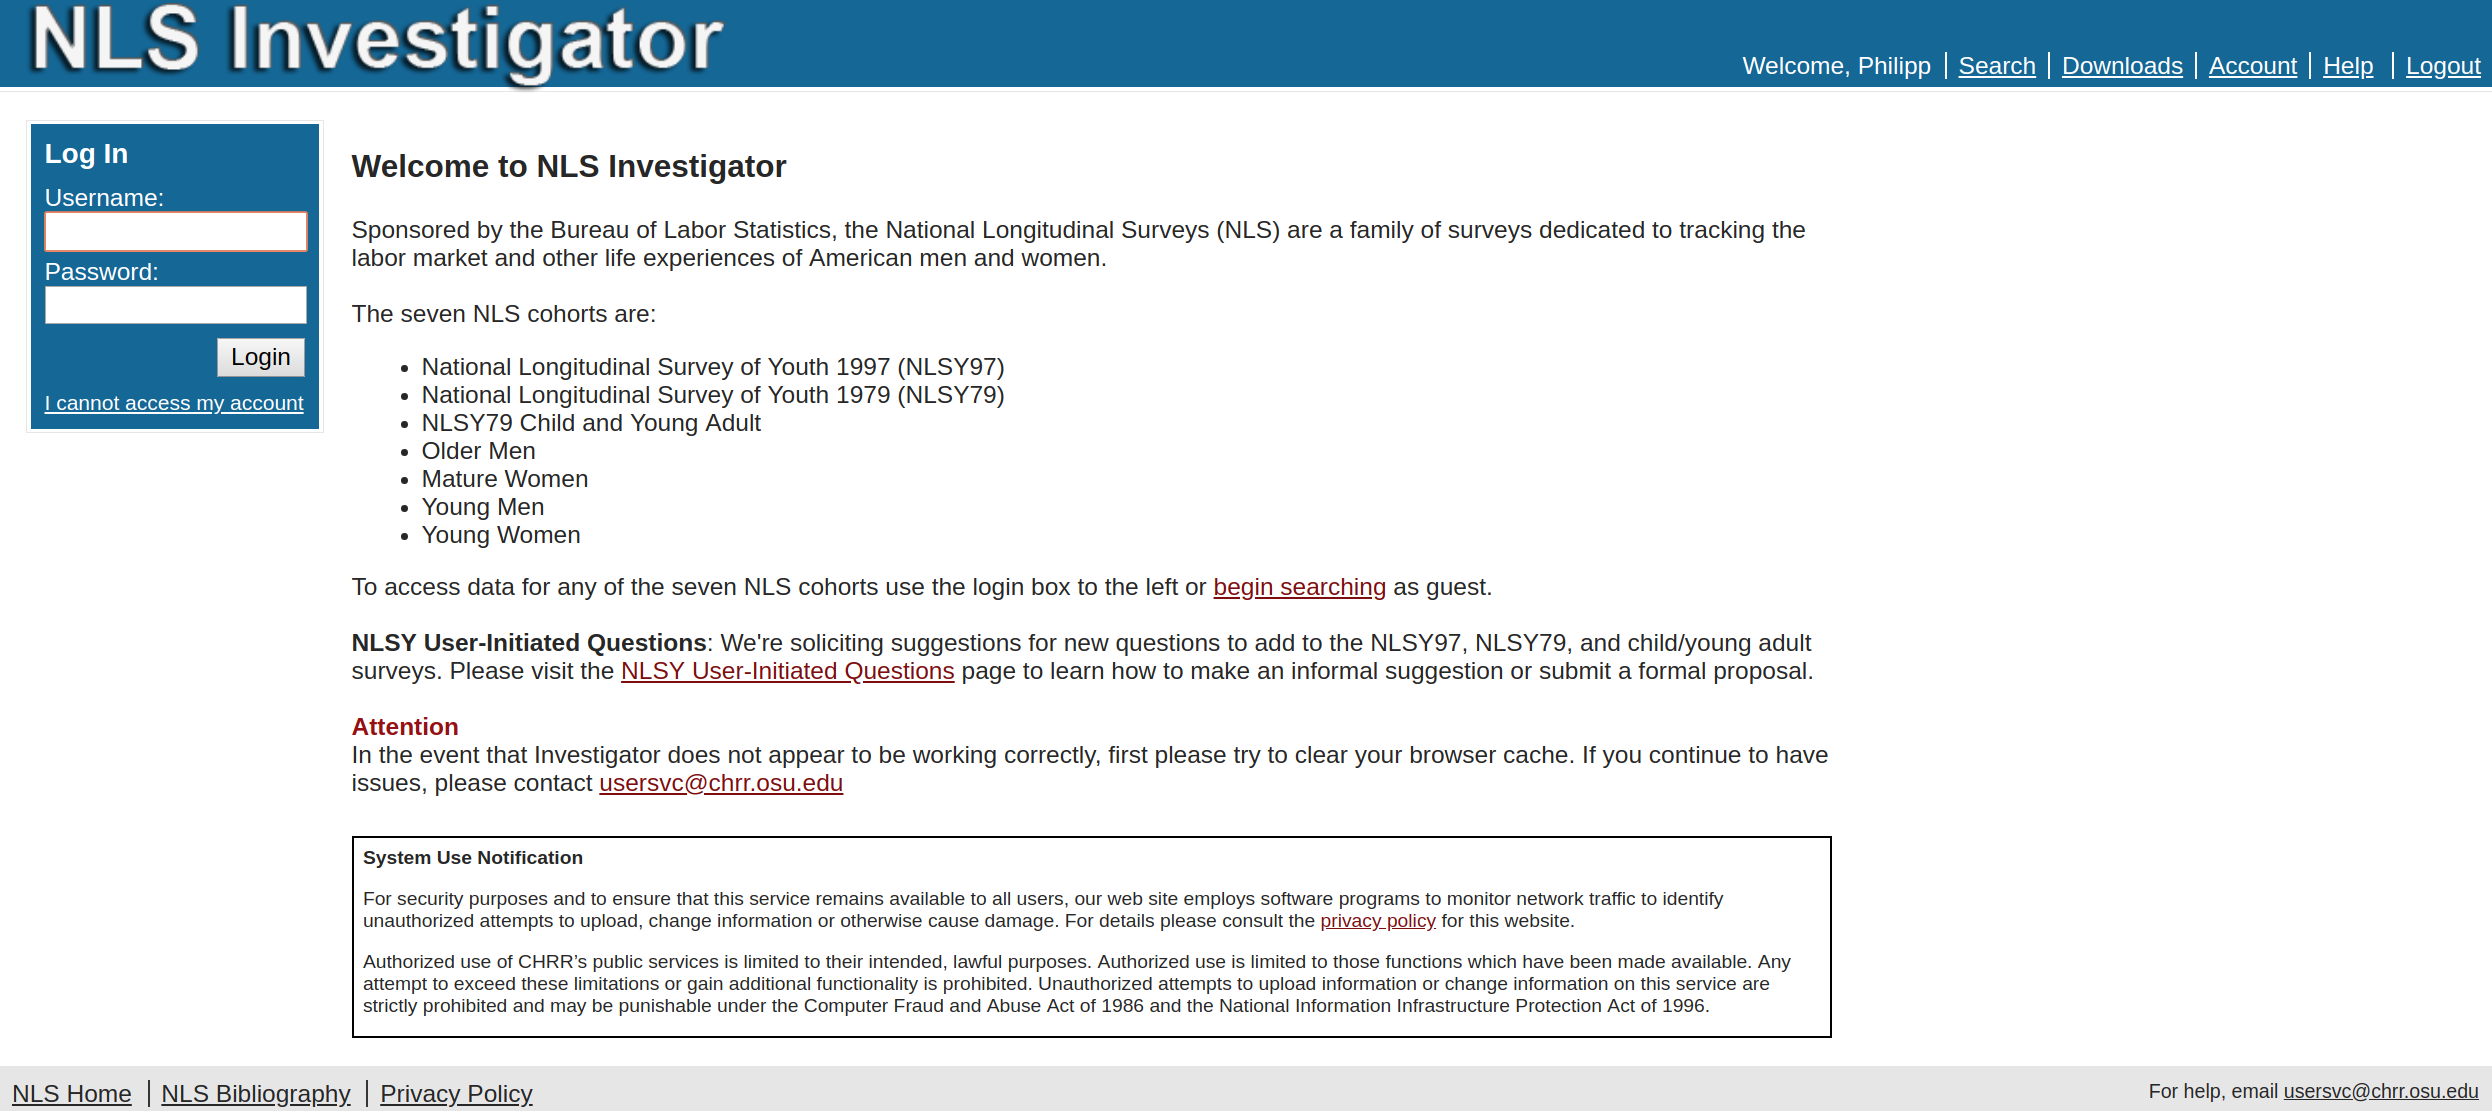 NLS Investigator
Welcome, Philipp | Search | Downloads | Account | Help | Logout
Log In
Username:
Password:
Login
I cannot access my account
Welcome to NLS Investigator
Sponsored by the Bureau of Labor Statistics, the National Longitudinal Surveys (NLS) are a family of surveys dedicated to tracking the
labor market and other life experiences of American men and women.
The seven NLS cohorts are:
• National Longitudinal Survey of Youth 1997 (NLSY97)
• National Longitudinal Survey of Youth 1979 (NLSY79)
• NLSY79 Child and Young Adult
• Older Men
• Mature Women
• Young Men
• Young Women
To access data for any of the seven NLS cohorts use the login box to the left or begin searching as guest.
NLSY User-Initiated Questions: We're soliciting suggestions for new questions to add to the NLSY97, NLSY79, and child/young adult
surveys. Please visit the NLSY User-Initiated Questions page to learn how to make an informal suggestion or submit a formal proposal.
Attention
In the event that Investigator does not appear to be working correctly, first please try to clear your browser cache. If you continue to have
issues, please contact usersvc@chrr.osu.edu
System Use Notification
For security purposes and to ensure that this service remains available to all users, our web site employs software programs to monitor network traffic to identify
unauthorized attempts to upload, change information or otherwise cause damage. For details please consult the privacy policy for this website.
Authorized use of CHRR’s public services is limited to their intended, lawful purposes. Authorized use is limited to those functions which have been made available. Any
attempt to exceed these limitations or gain additional functionality is prohibited. Unauthorized attempts to upload information or change information on this service are
strictly prohibited and may be punishable under the Computer Fraud and Abuse Act of 1986 and the National Information Infrastructure Protection Act of 1996.
NLS Home | NLS Bibliography | Privacy Policy
For help, email usersvc@chrr.osu.edu